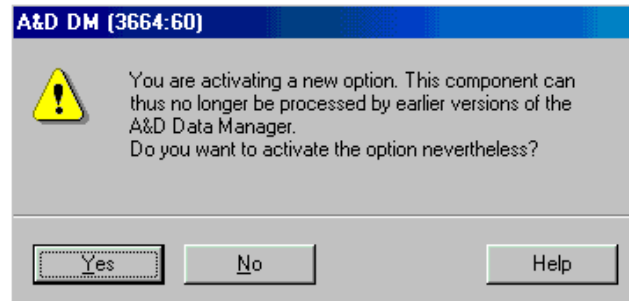 A&D DM (3664:60)
You are activating a new option. This component can
thus no longer be processed by earlier versions of the
A&D Data Manager.
Do you want to activate the option nevertheless?
Yes
No
Help